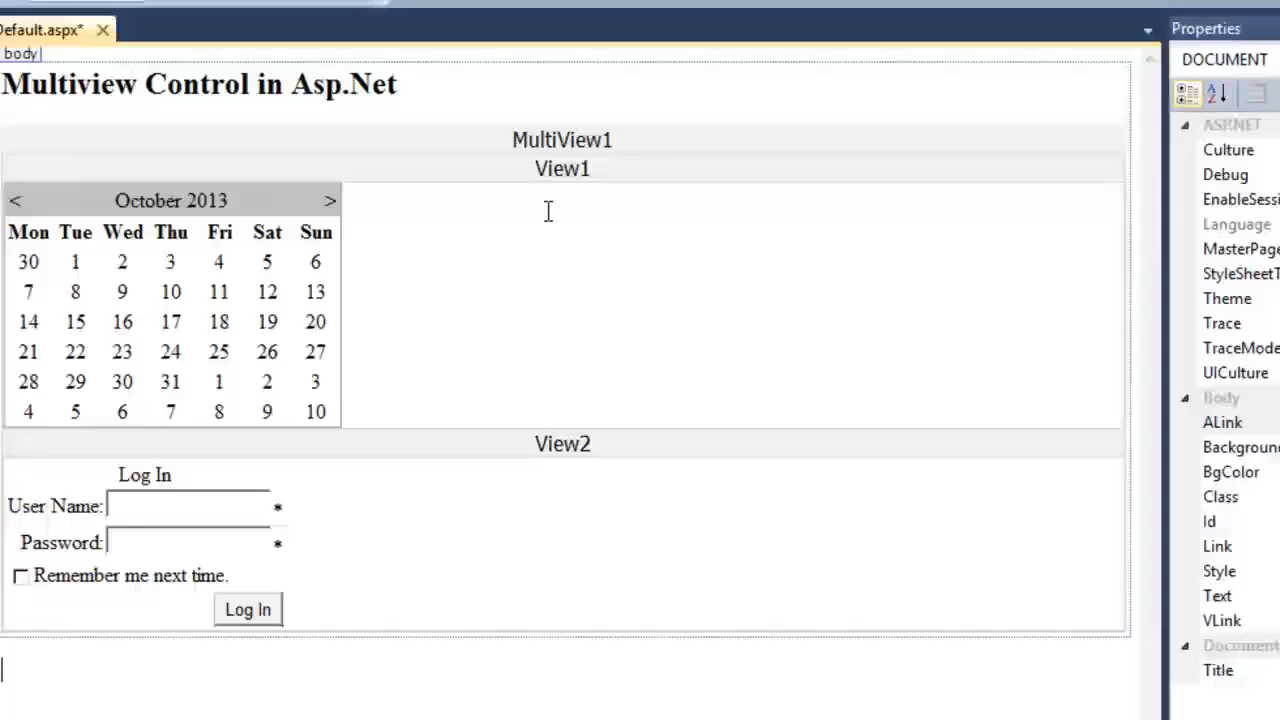 Default.aspx*
Properties
body
DOCUMENT
Multiview Control in Asp.Net
MultiView1
View1
< October 2013 >
Mon Tue Wed Thu Fri Sat Sun
30 1 2 3 4 5 6
7 8 9 10 11 12 13
14 15 16 17 18 19 20
21 22 23 24 25 26 27
28 29 30 31 1 2 3
4 5 6 7 8 9 10
View2
Log In
User Name: *
Password: *
Remember me next time.
Log In
ASP.NET
Culture
Debug
EnableSessi
Language
MasterPage
StyleSheetT
Theme
Trace
TraceMode
UICulture
Body
ALink
Background
BgColor
Class
Id
Link
Style
Text
VLink
Document
Title